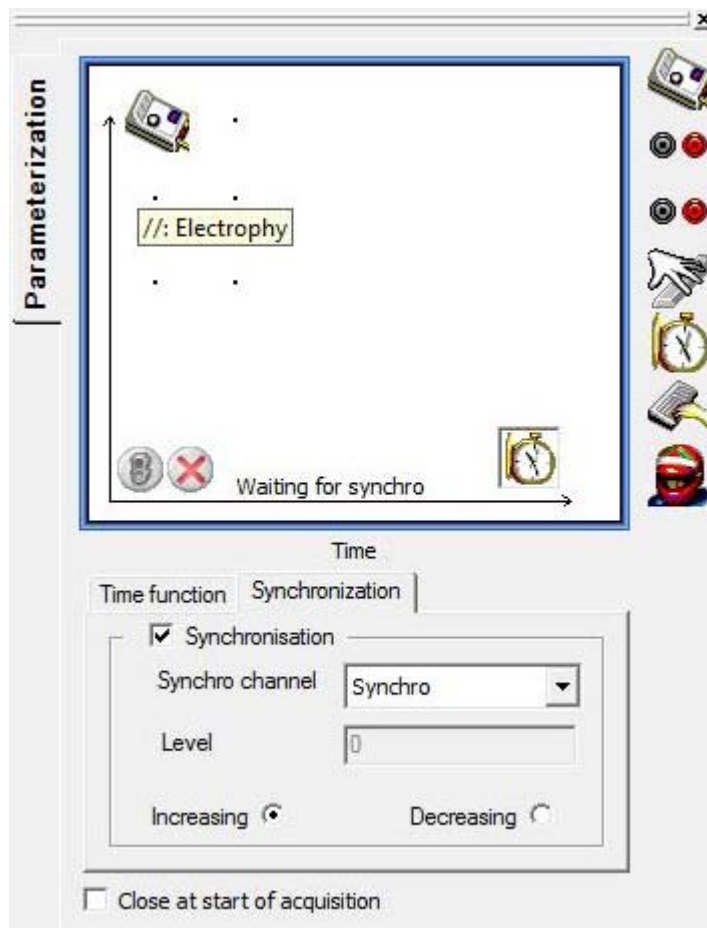 Parameterization
//: Electrophy
Waiting for synchro
Time
Time function Synchronization
Synchronisation
Synchro channel Synchro
Level 0
Increasing Decreasing
Close at start of acquisition